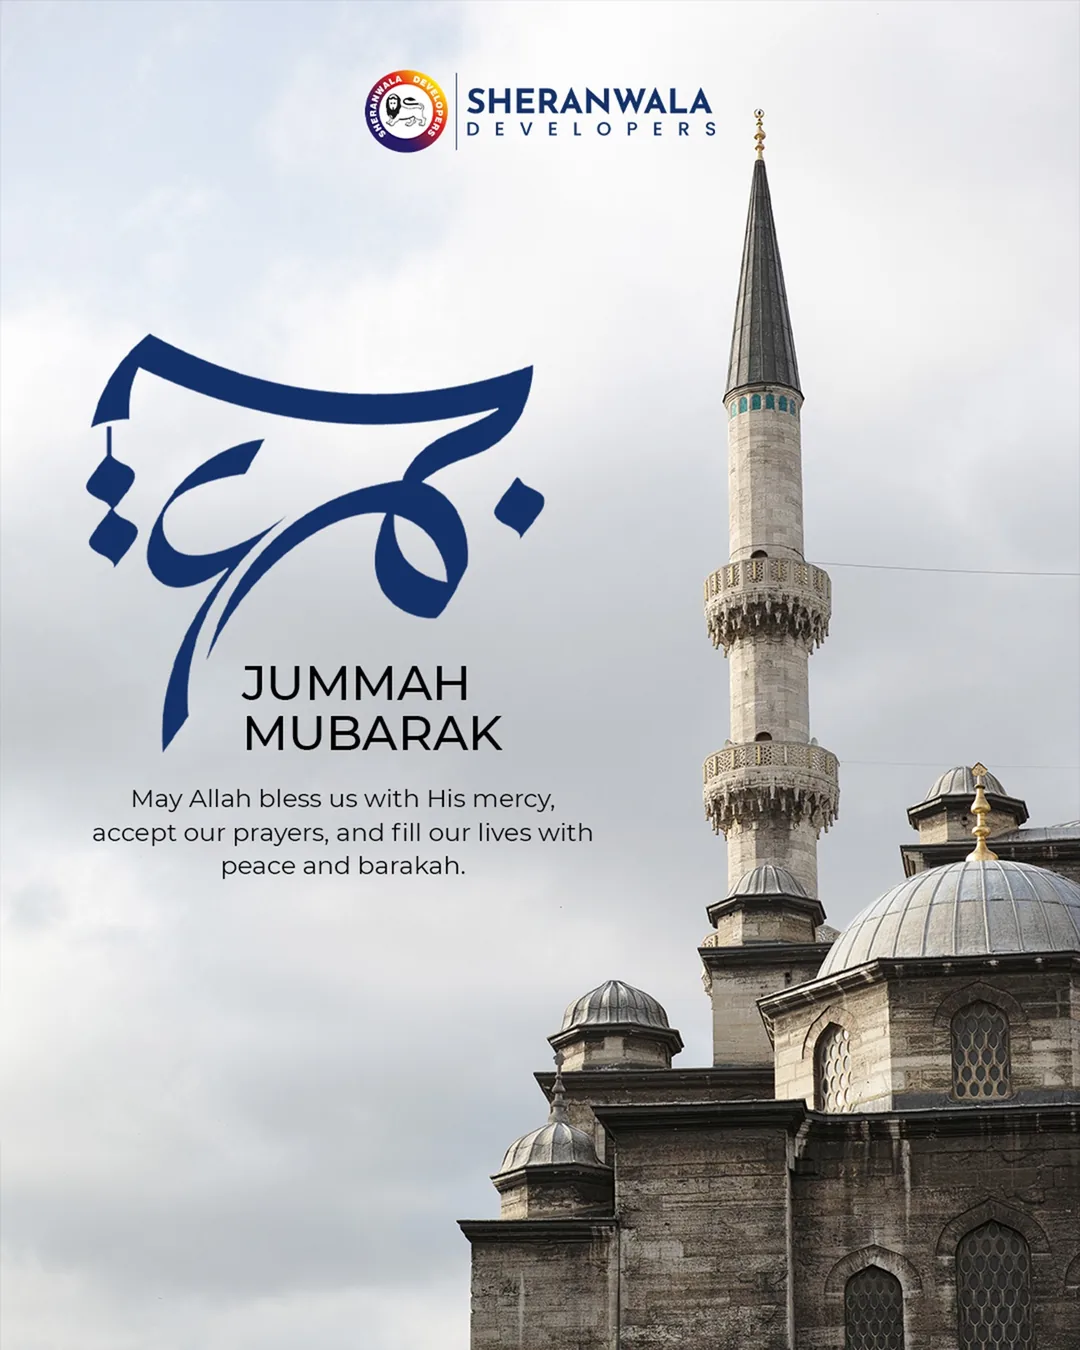 SHERANWALA DEVELOPERS
SHERANWALA
DEVELOPERS
جمعة
JUMMAH
MUBARAK
May Allah bless us with His mercy,
accept our prayers, and fill our lives with
peace and barakah.